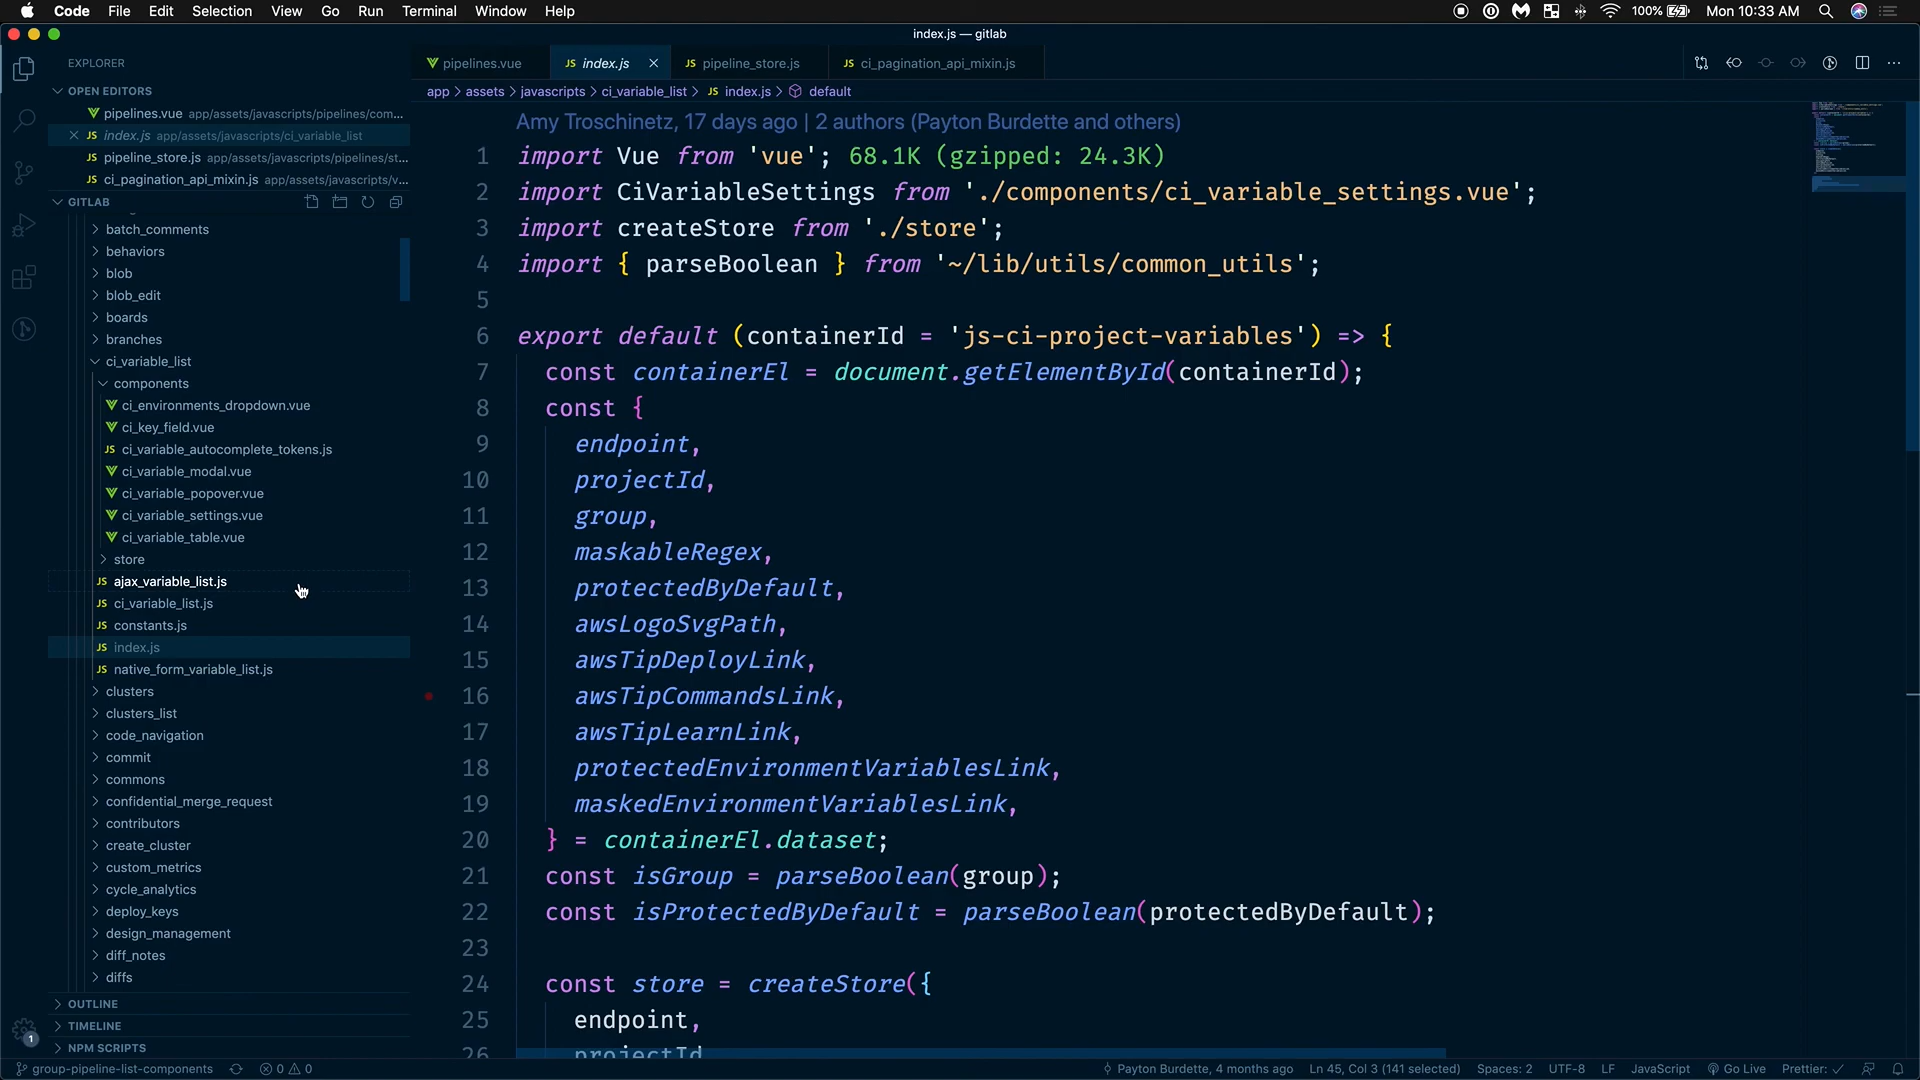 Code File Edit Selection View Go Run Terminal Window Help 100% Mon 10:33 AM
index.js — gitlab
EXPLORER
OPEN EDITORS
pipelines.vue app/assets/javascripts/pipelines/com...
index.js app/assets/javascripts/ci_variable_list
pipeline_store.js app/assets/javascripts/pipelines/st...
ci_pagination_api_mixin.js app/assets/javascripts/v...
GITLAB
batch_comments
behaviors
blob
blob_edit
boards
branches
ci_variable_list
components
ci_environments_dropdown.vue
ci_key_field.vue
ci_variable_autocomplete_tokens.js
ci_variable_modal.vue
ci_variable_popover.vue
ci_variable_settings.vue
ci_variable_table.vue
store
ajax_variable_list.js
ci_variable_list.js
constants.js
index.js
native_form_variable_list.js
clusters
clusters_list
code_navigation
commit
commons
confidential_merge_request
contributors
create_cluster
custom_metrics
cycle_analytics
deploy_keys
design_management
diff_notes
diffs
OUTLINE
TIMELINE
NPM SCRIPTS
pipelines.vue index.js pipeline_store.js ci_pagination_api_mixin.js
app > assets > javascripts > ci_variable_list > JS index.js > default
Amy Troschinetz, 17 days ago | 2 authors (Payton Burdette and others)
1 import Vue from 'vue'; 68.1K (gzipped: 24.3K)
2 import CiVariableSettings from './components/ci_variable_settings.vue';
3 import createStore from './store';
4 import { parseBoolean } from '~/lib/utils/common_utils';
5
6 export default (containerId = 'js-ci-project-variables') => {
7 const containerEl = document.getElementById(containerId);
8 const {
9 endpoint,
10 projectId,
11 group,
12 maskableRegex,
13 protectedByDefault,
14 awsLogoSvgPath,
15 awsTipDeployLink,
16 awsTipCommandsLink,
17 awsTipLearnLink,
18 protectedEnvironmentVariablesLink,
19 maskedEnvironmentVariablesLink,
20 } = containerEl.dataset;
21 const isGroup = parseBoolean(group);
22 const isProtectedByDefault = parseBoolean(protectedByDefault);
23
24 const store = createStore({
25 endpoint,
26 projectId
1 group-pipeline-list-components 0 0 Payton Burdette, 4 months ago Ln 45, Col 3 (141 selected) Spaces: 2 UTF-8 LF JavaScript Go Live Prettier: ✓